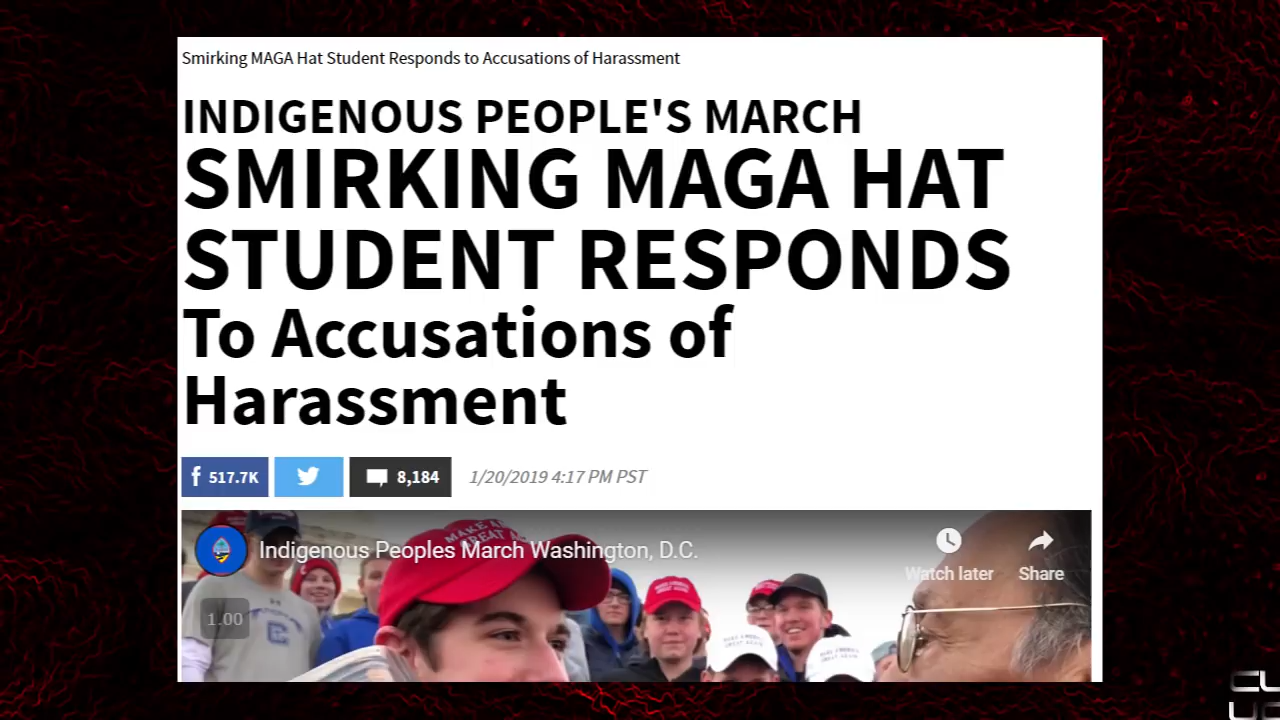 Smirking MAGA Hat Student Responds to Accusations of Harassment
INDIGENOUS PEOPLE'S MARCH
SMIRKING MAGA HAT
STUDENT RESPONDS
To Accusations of
Harassment
f 517.7K
8,184
1/20/2019 4:17 PM PST
Indigenous Peoples March Washington, D.C.
Watch later
Share
1.00
MAKE
GREAT